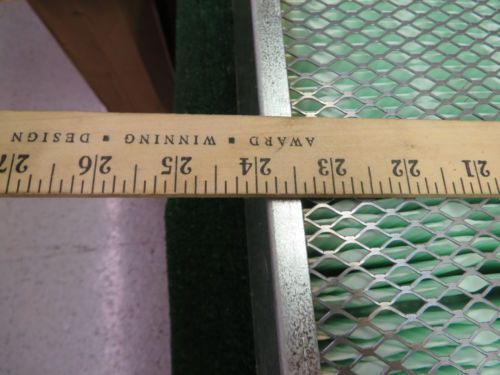 21 22 23 24 25 26 27
AWARD ■ WINNING ■ DESIGN